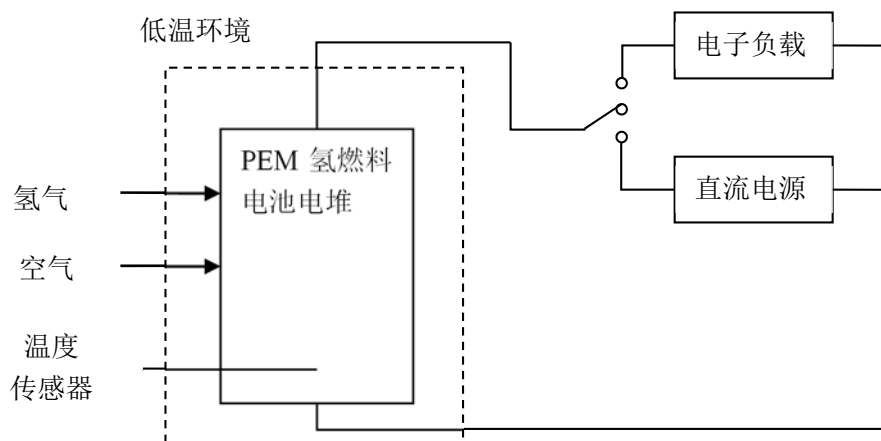 低温环境
电子负载
PEM 氢燃料
电池电堆
直流电源
氢气
空气
温度
传感器